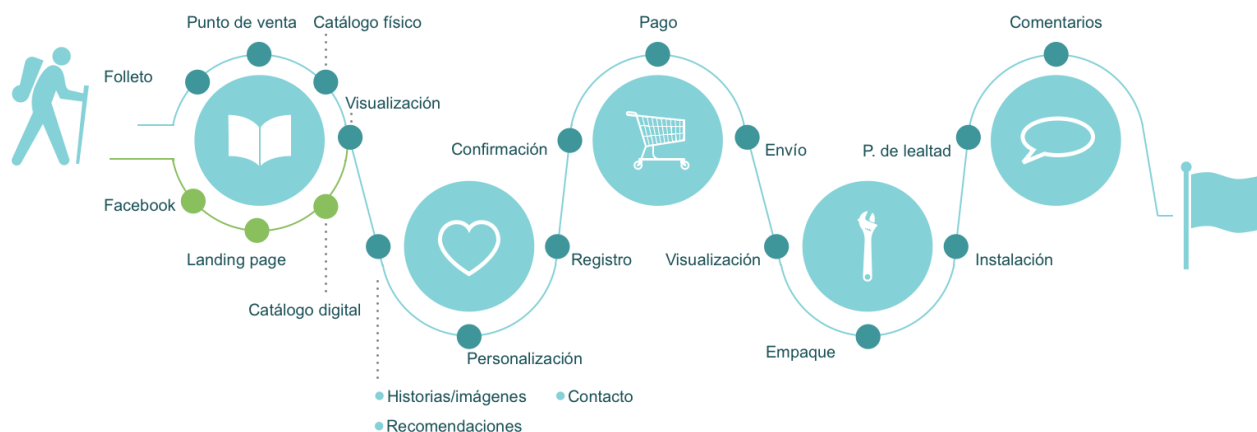 Punto de venta
Catálogo físico
Folleto
Visualización
Facebook
Landing page
Catálogo digital
Historias/imágenes
Contacto
Recomendaciones
Personalización
Registro
Confirmación
Pago
Envío
Visualización
Empaque
Instalación
P. de lealtad
Comentarios